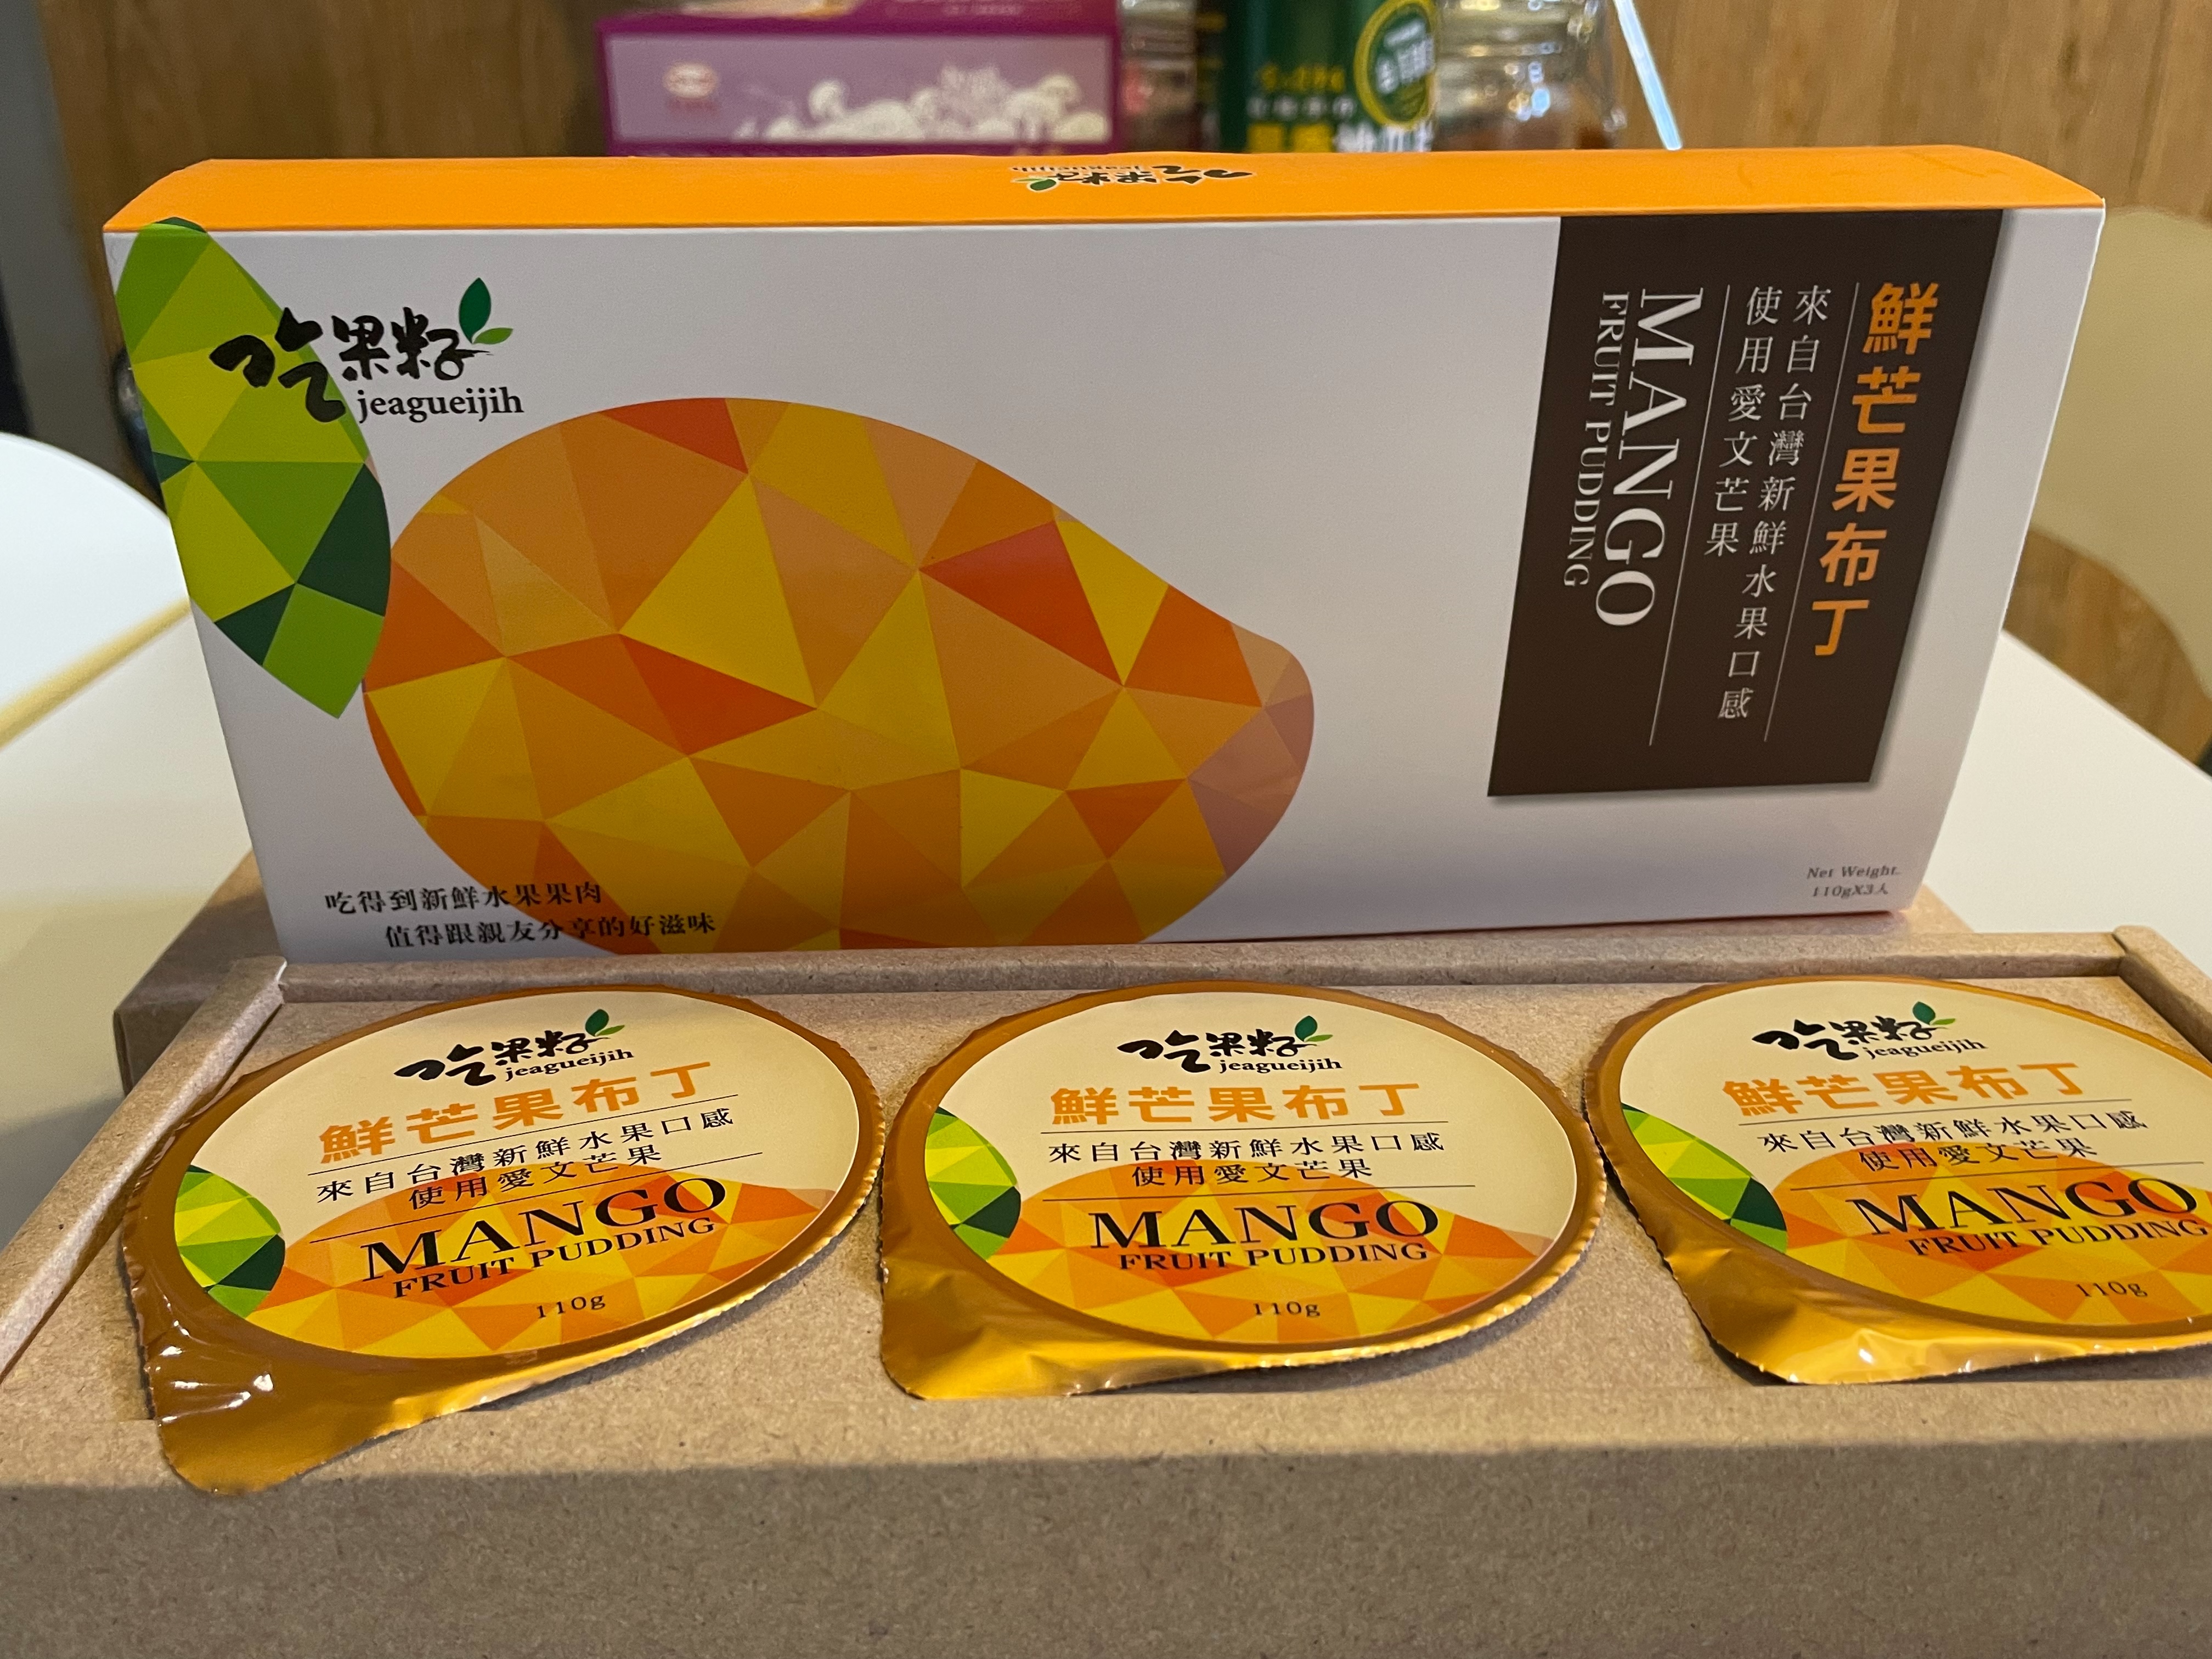 吃果籽
jeagueijih
吃果籽
jeagueijih
鮮芒果布丁
來自台灣新鮮水果口感
使用愛文芒果
MANGO
FRUIT PUDDING
吃得到新鮮水果果肉
值得跟親友分享的好滋味
Net Weight.
110gX3入
吃果籽
jeagueijih
鮮芒果布丁
來自台灣新鮮水果口感
使用愛文芒果
MANGO
FRUIT PUDDING
110g
吃果籽
jeagueijih
鮮芒果布丁
來自台灣新鮮水果口感
使用愛文芒果
MANGO
FRUIT PUDDING
110g
吃果籽
jeagueijih
鮮芒果布丁
來自台灣新鮮水果口感
使用愛文芒果
MANGO
FRUIT PUDDING
110g